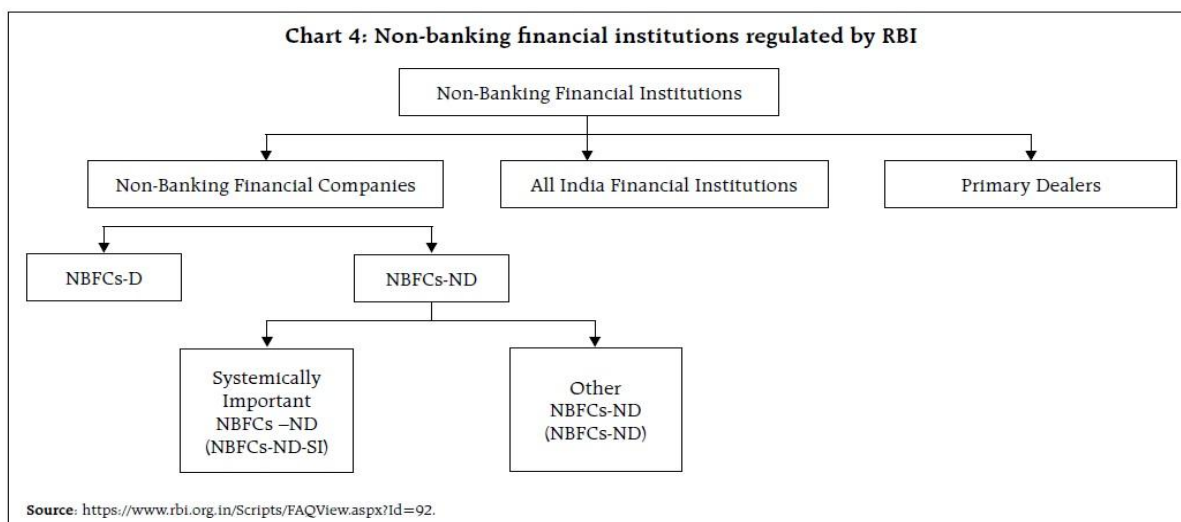 Chart 4: Non-banking financial institutions regulated by RBI
Non-Banking Financial Institutions
Non-Banking Financial Companies
All India Financial Institutions
Primary Dealers
NBFCs-D
NBFCs-ND
Systemically
Important
NBFCs –ND
(NBFCs-ND-SI)
Other
NBFCs-ND
(NBFCs-ND)
Source: https://www.rbi.org.in/Scripts/FAQView.aspx?Id=92.